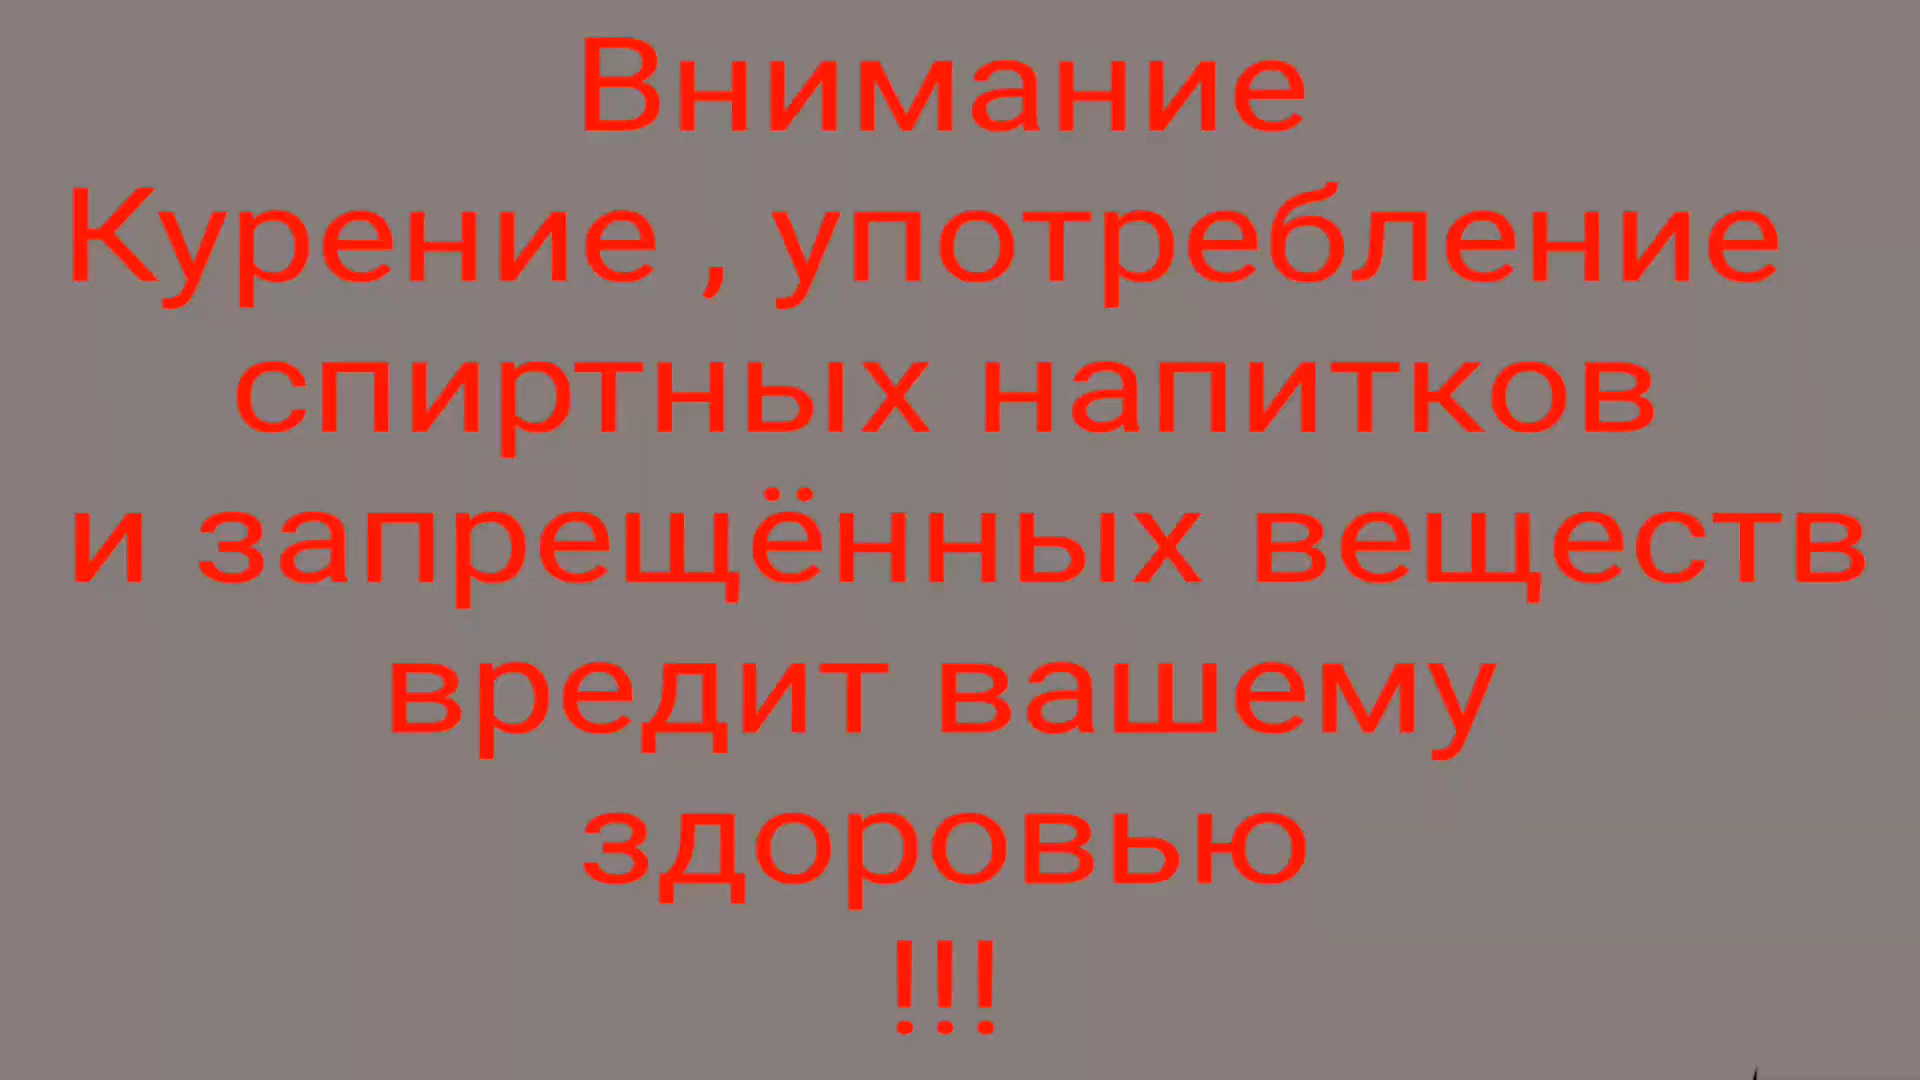 Внимание
Курение , употребление
спиртных напитков
и запрещённых веществ
вредит вашему
здоровью
!!!